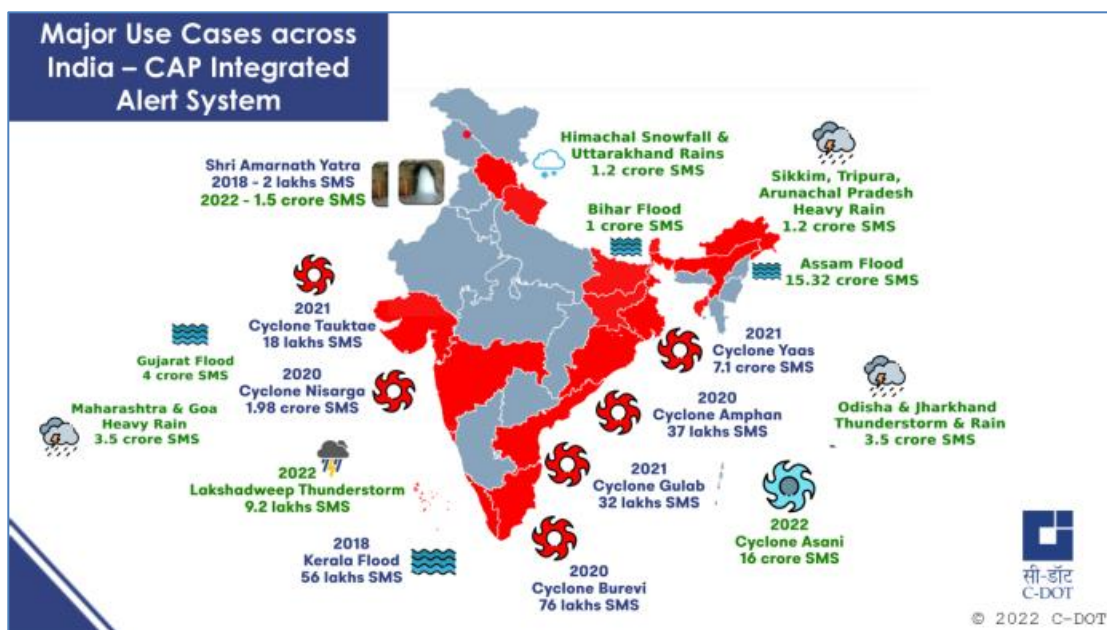 Major Use Cases across
India – CAP Integrated
Alert System
Shri Amarnath Yatra
2018 - 2 lakhs SMS
2022 - 1.5 crore SMS
Himachal Snowfall &
Uttarakhand Rains
1.2 crore SMS
Sikkim, Tripura,
Arunachal Pradesh
Heavy Rain
1.2 crore SMS
Bihar Flood
1 crore SMS
Assam Flood
15.32 crore SMS
2021
Cyclone Tauktae
18 lakhs SMS
2021
Cyclone Yaas
7.1 crore SMS
Gujarat Flood
4 crore SMS
2020
Cyclone Nisarga
1.98 crore SMS
2020
Cyclone Amphan
37 lakhs SMS
Odisha & Jharkhand
Thunderstorm & Rain
3.5 crore SMS
Maharashtra & Goa
Heavy Rain
3.5 crore SMS
2022
Lakshadweep Thunderstorm
9.2 lakhs SMS
2021
Cyclone Gulab
32 lakhs SMS
2022
Cyclone Asani
16 crore SMS
2018
Kerala Flood
56 lakhs SMS
2020
Cyclone Burevi
76 lakhs SMS
सी-डॉट
C-DOT
© 2022 C-DOT